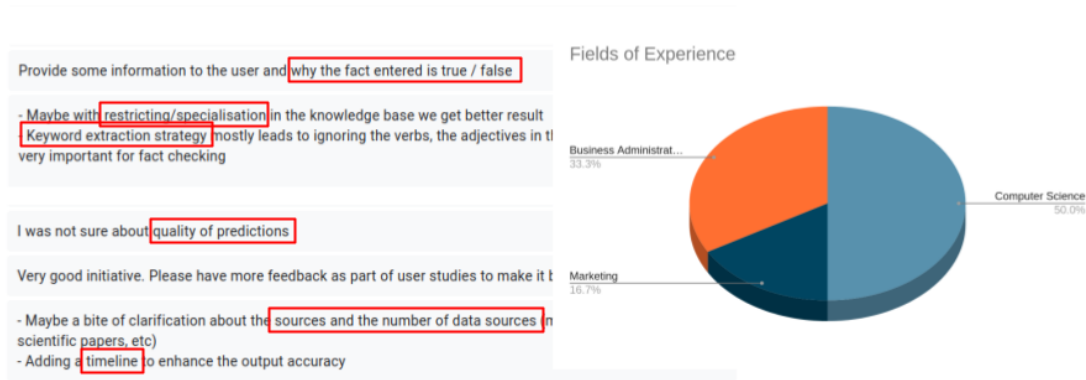 Provide some information to the user and why the fact entered is true / false
- Maybe with restricting/specialisation in the knowledge base we get better result
- Keyword extraction strategy mostly leads to ignoring the verbs, the adjectives in
very important for fact checking
I was not sure about quality of predictions
Very good initiative. Please have more feedback as part of user studies to make it
- Maybe a bite of clarification about the sources and the number of data sources
scientific papers, etc)
- Adding a timeline to enhance the output accuracy
Fields of Experience
Business Administrat...
33.3%
Computer Science
50.0%
Marketing
16.7%